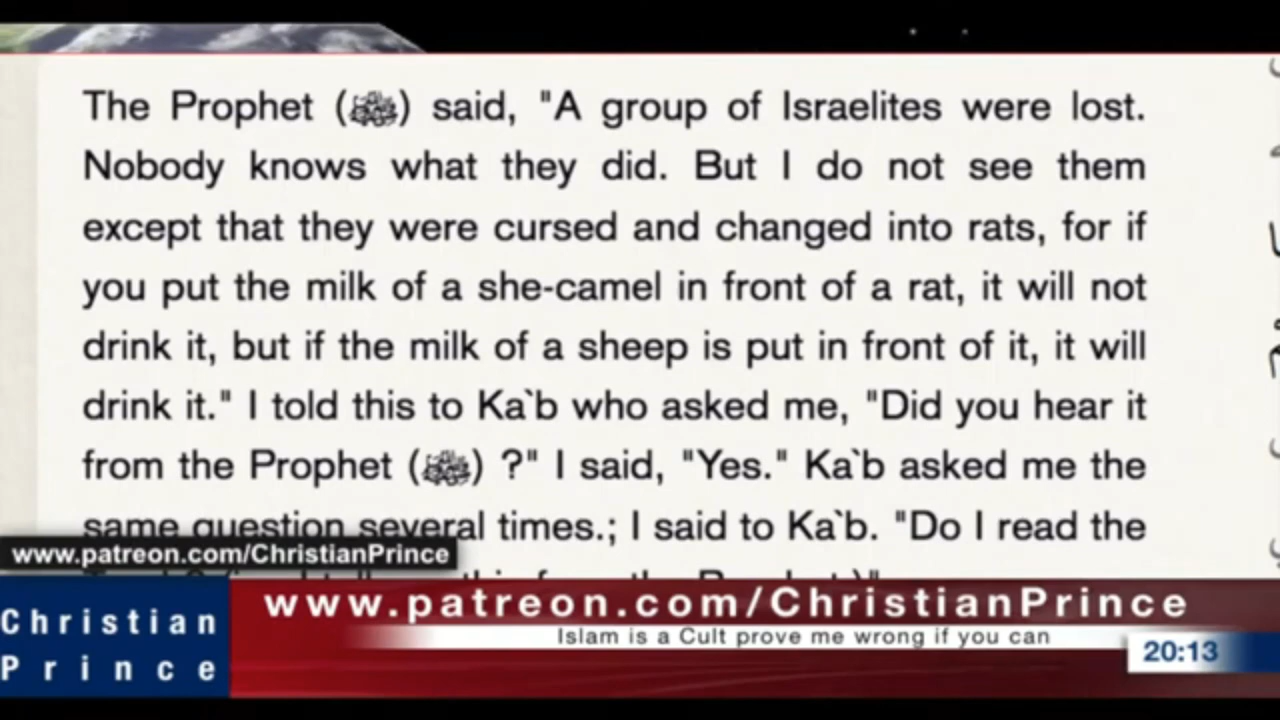 The Prophet (ﷺ) said, "A group of Israelites were lost.
Nobody knows what they did. But I do not see them
except that they were cursed and changed into rats, for if
you put the milk of a she-camel in front of a rat, it will not
drink it, but if the milk of a sheep is put in front of it, it will
drink it." I told this to Ka`b who asked me, "Did you hear it
from the Prophet (ﷺ) ?" I said, "Yes." Ka`b asked me the
same question several times.; I said to Ka`b. "Do I read the
www.patreon.com/ChristianPrince
Christian
Prince
www.patreon.com/ChristianPrince
Islam is a Cult prove me wrong if you can
20:13